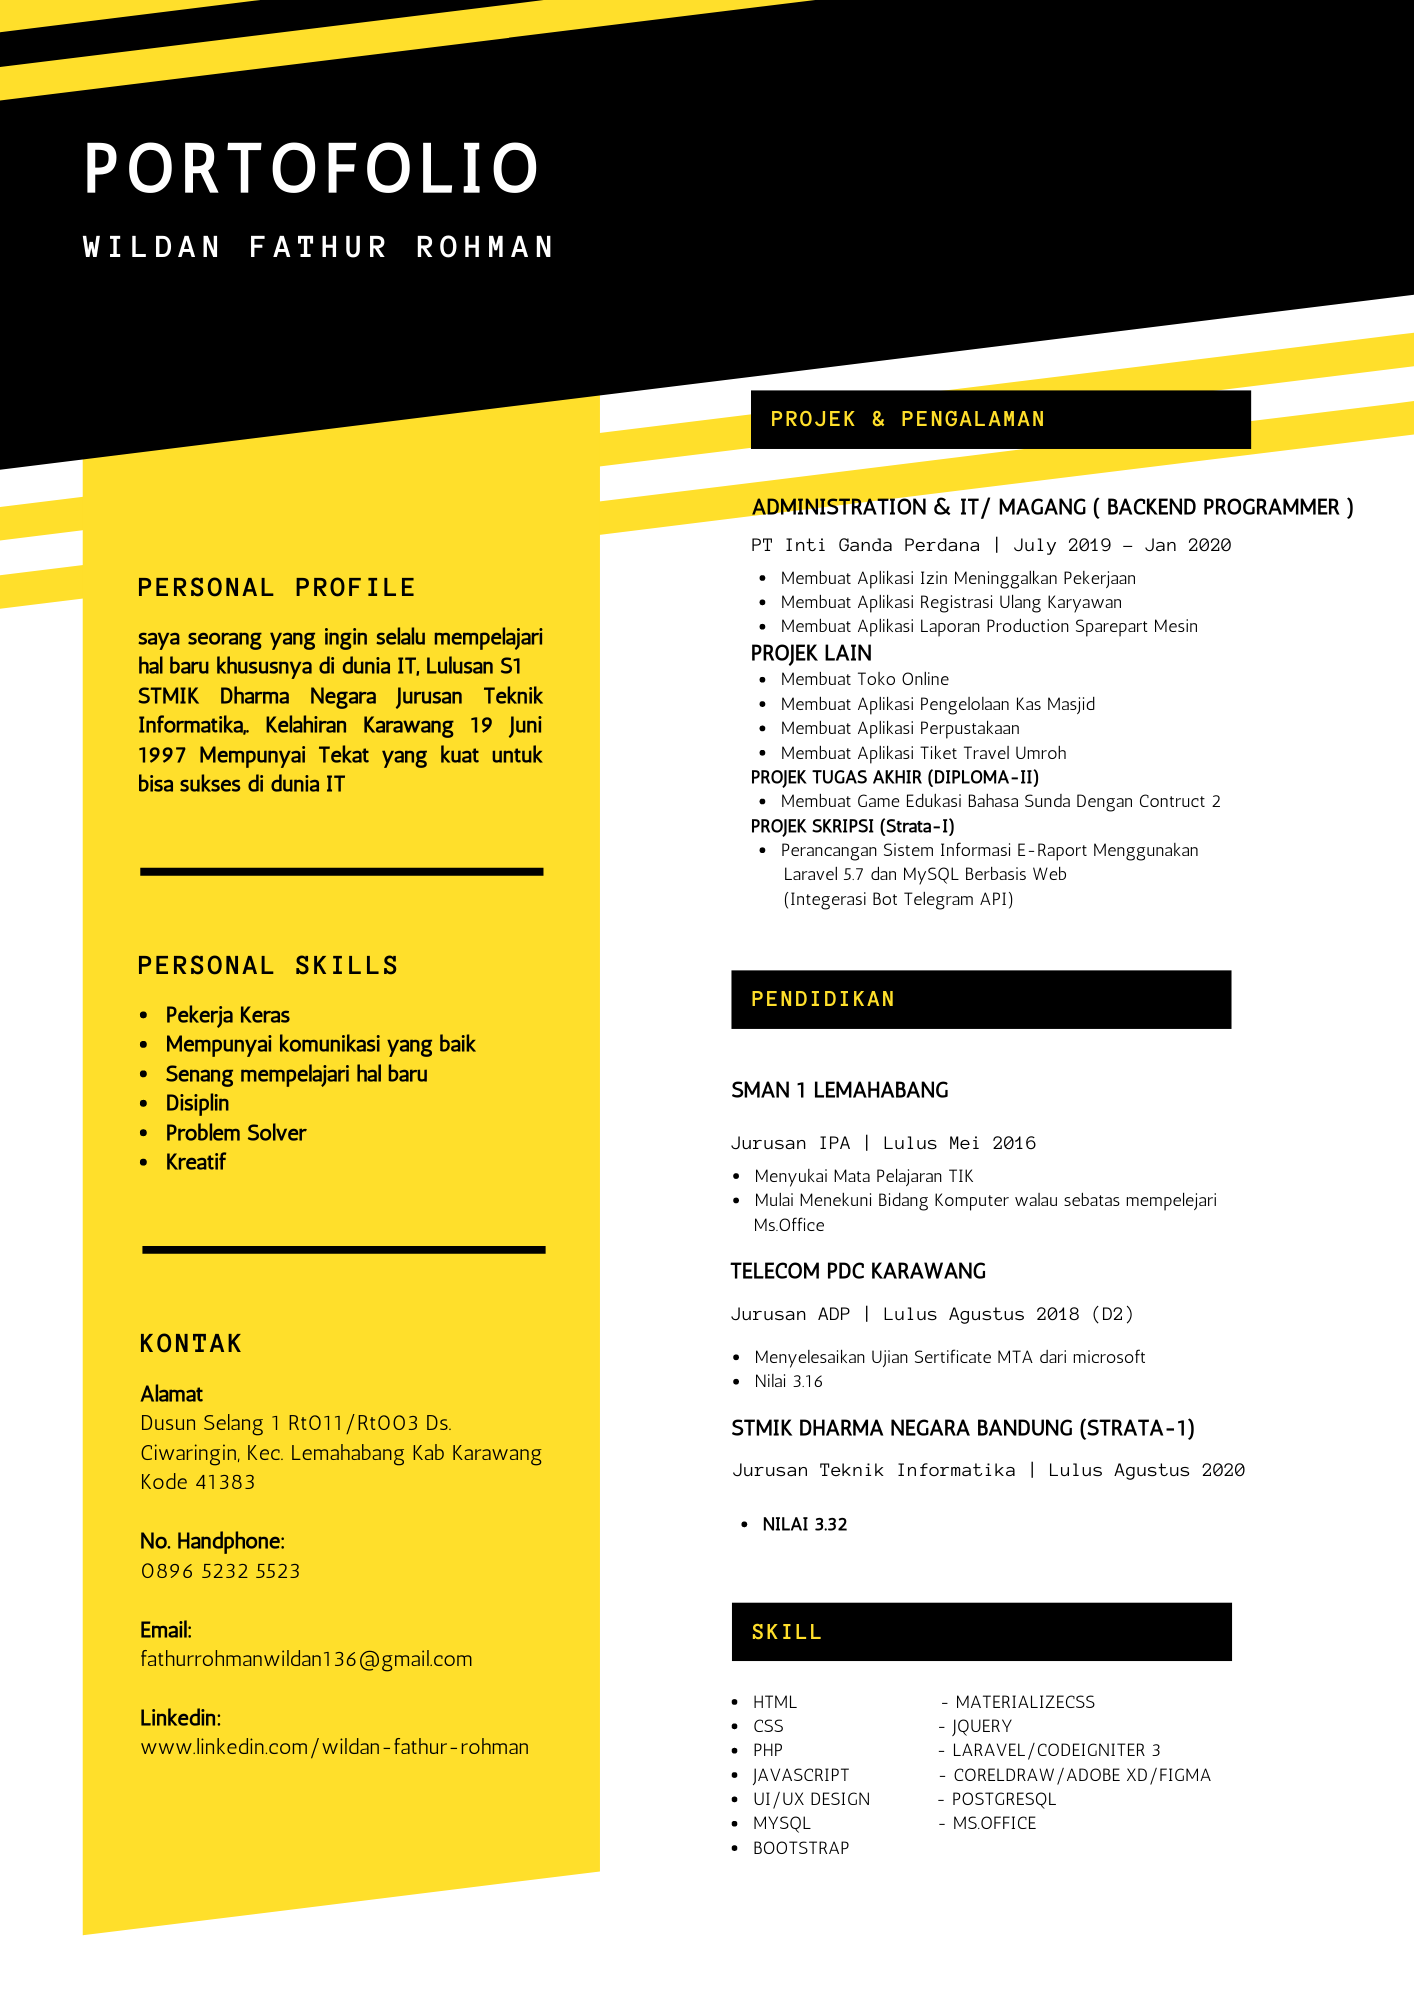 PORTOFOLIO
WILDAN FATHUR ROHMAN
PERSONAL PROFILE
saya seorang yang ingin selalu mempelajari
hal baru khususnya di dunia IT, Lulusan S1
STMIK Dharma Negara Jurusan Teknik
Informatika,. Kelahiran Karawang 19 Juni
1997 Mempunyai Tekat yang kuat untuk
bisa sukses di dunia IT
PERSONAL SKILLS
• Pekerja Keras
• Mempunyai komunikasi yang baik
• Senang mempelajari hal baru
• Disiplin
• Problem Solver
• Kreatif
KONTAK
Alamat
Dusun Selang 1 Rt011/Rt003 Ds.
Ciwaringin, Kec. Lemahabang Kab Karawang
Kode 41383
No. Handphone:
0896 5232 5523
Email:
fathurrohmanwildan136@gmail.com
Linkedin:
www.linkedin.com/wildan-fathur-rohman
PROJEK & PENGALAMAN
ADMINISTRATION & IT/ MAGANG ( BACKEND PROGRAMMER )
PT Inti Ganda Perdana | July 2019 – Jan 2020
• Membuat Aplikasi Izin Meninggalkan Pekerjaan
• Membuat Aplikasi Registrasi Ulang Karyawan
• Membuat Aplikasi Laporan Production Sparepart Mesin
PROJEK LAIN
• Membuat Toko Online
• Membuat Aplikasi Pengelolaan Kas Masjid
• Membuat Aplikasi Perpustakaan
• Membuat Aplikasi Tiket Travel Umroh
PROJEK TUGAS AKHIR (DIPLOMA-II)
• Membuat Game Edukasi Bahasa Sunda Dengan Contruct 2
PROJEK SKRIPSI (Strata-I)
• Perancangan Sistem Informasi E-Raport Menggunakan
Laravel 5.7 dan MySQL Berbasis Web
(Integerasi Bot Telegram API)
PENDIDIKAN
SMAN 1 LEMAHABANG
Jurusan IPA | Lulus Mei 2016
• Menyukai Mata Pelajaran TIK
• Mulai Menekuni Bidang Komputer walau sebatas mempelejari
Ms.Office
TELECOM PDC KARAWANG
Jurusan ADP | Lulus Agustus 2018 (D2)
• Menyelesaikan Ujian Sertificate MTA dari microsoft
• Nilai 3.16
STMIK DHARMA NEGARA BANDUNG (STRATA-1)
Jurusan Teknik Informatika | Lulus Agustus 2020
• NILAI 3.32
SKILL
• HTML - MATERIALIZECSS
• CSS - JQUERY
• PHP - LARAVEL/CODEIGNITER 3
• JAVASCRIPT - CORELDRAW/ADOBE XD/FIGMA
• UI/UX DESIGN - POSTGRESQL
• MYSQL - MS.OFFICE
• BOOTSTRAP